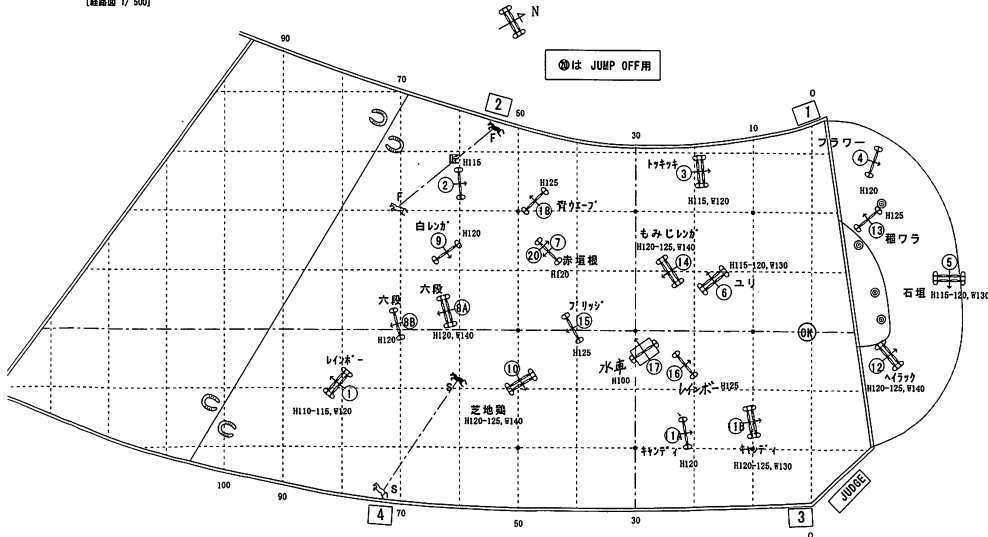 [経路図 1/ 500]
N
⑳は JUMP OFF用
90
70
2
50
30
10
0
1
F
匠
H115
2
F
トッキッキ
3
H115, W120
フラワー
4
H120
H125
18
青ウエーブ
H125
13
稲ワラ
白レンガ
H120
9
20
7
赤垣根
H120
もみじレンガ
H120-125, W140
14
H115-120, W130
6
ユリ
5
石垣
H115-120, W130
六段
8B
H120
六段
8A
H120, W140
ブリッジ
15
H125
OK
レインボー
1
H110-115, W120
S
10
芝地鶏
H120-125, W140
水車
H100
17
16
レインボー H125
12
ヘイラック
H120-125, W140
11A
キャンディ
H120
11B
キャンディ
H120-125, W130
S
100
90
4
70
50
30
3
0
JUDGE